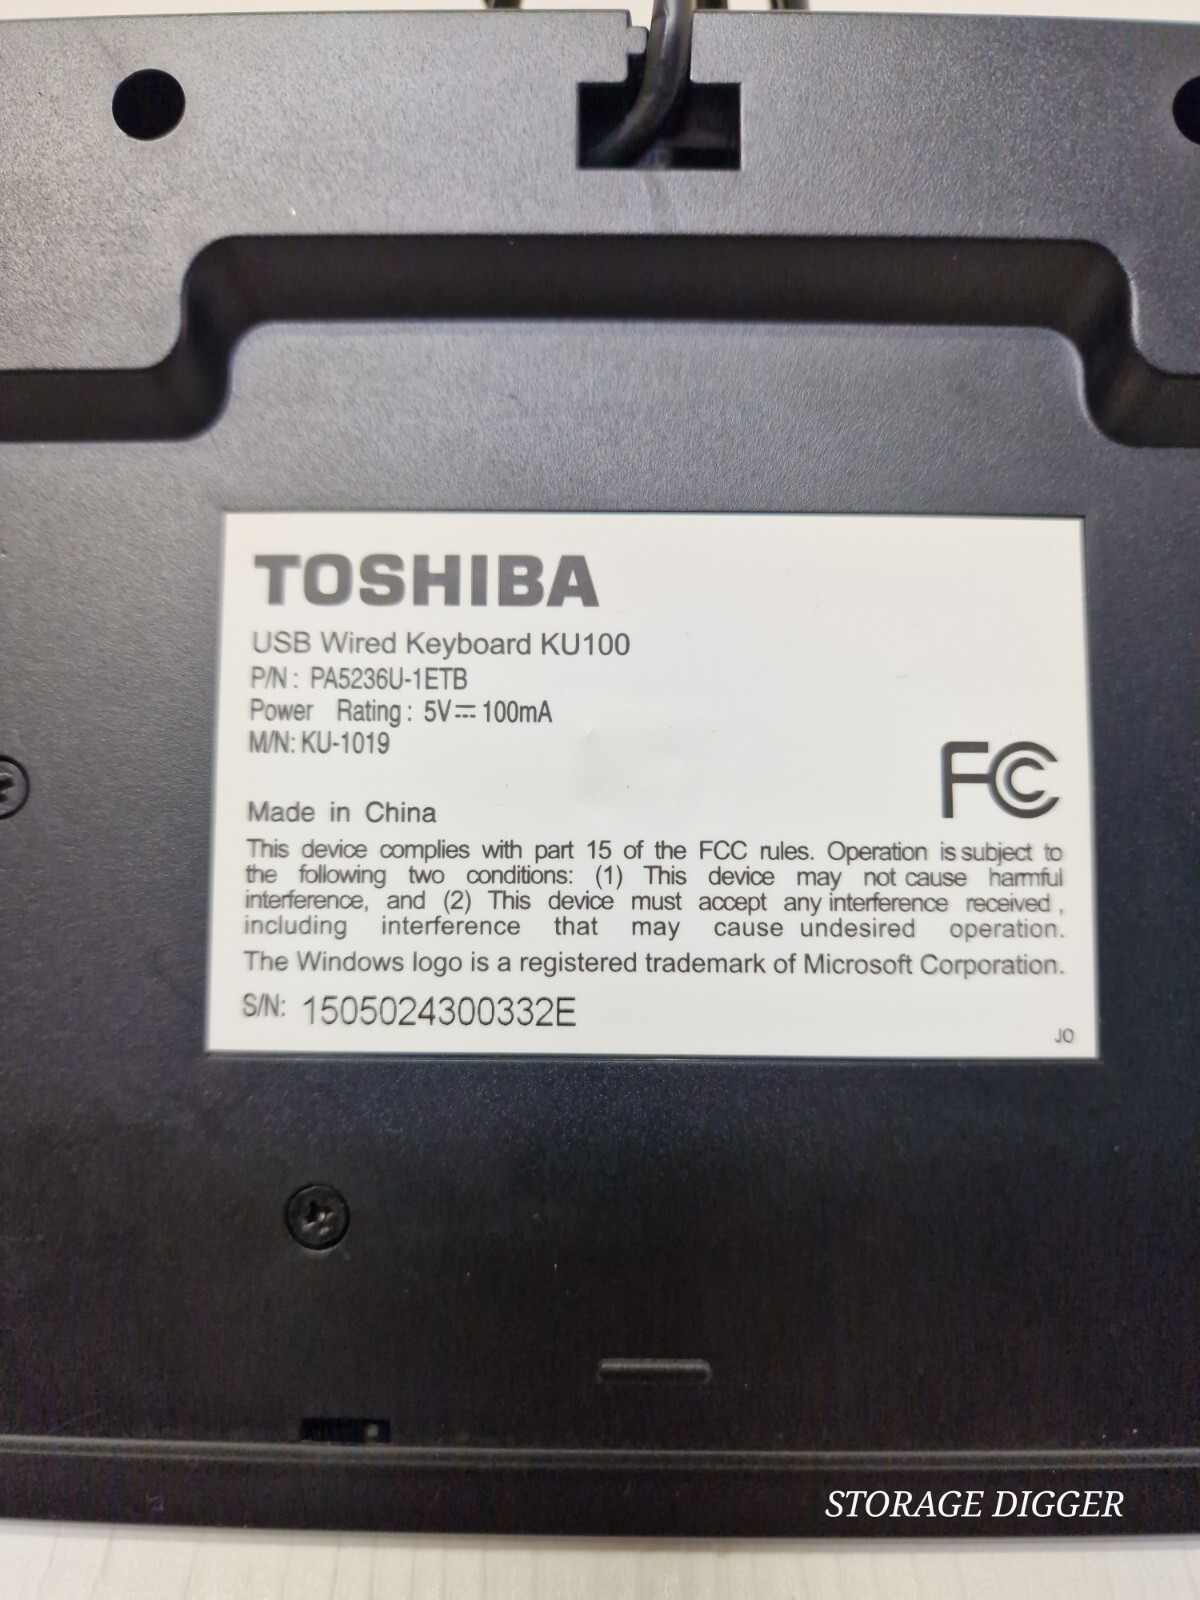 TOSHIBA
USB Wired Keyboard KU100
P/N: PA5236U-1ETB
Power Rating: 5V⎓100mA
M/N: KU-1019
FC
Made in China
This device complies with part 15 of the FCC rules. Operation is subject to
the following two conditions: (1) This device may not cause harmful
interference, and (2) This device must accept any interference received,
including interference that may cause undesired operation.
The Windows logo is a registered trademark of Microsoft Corporation.
S/N: 1505024300332E
JO
STORAGE DIGGER